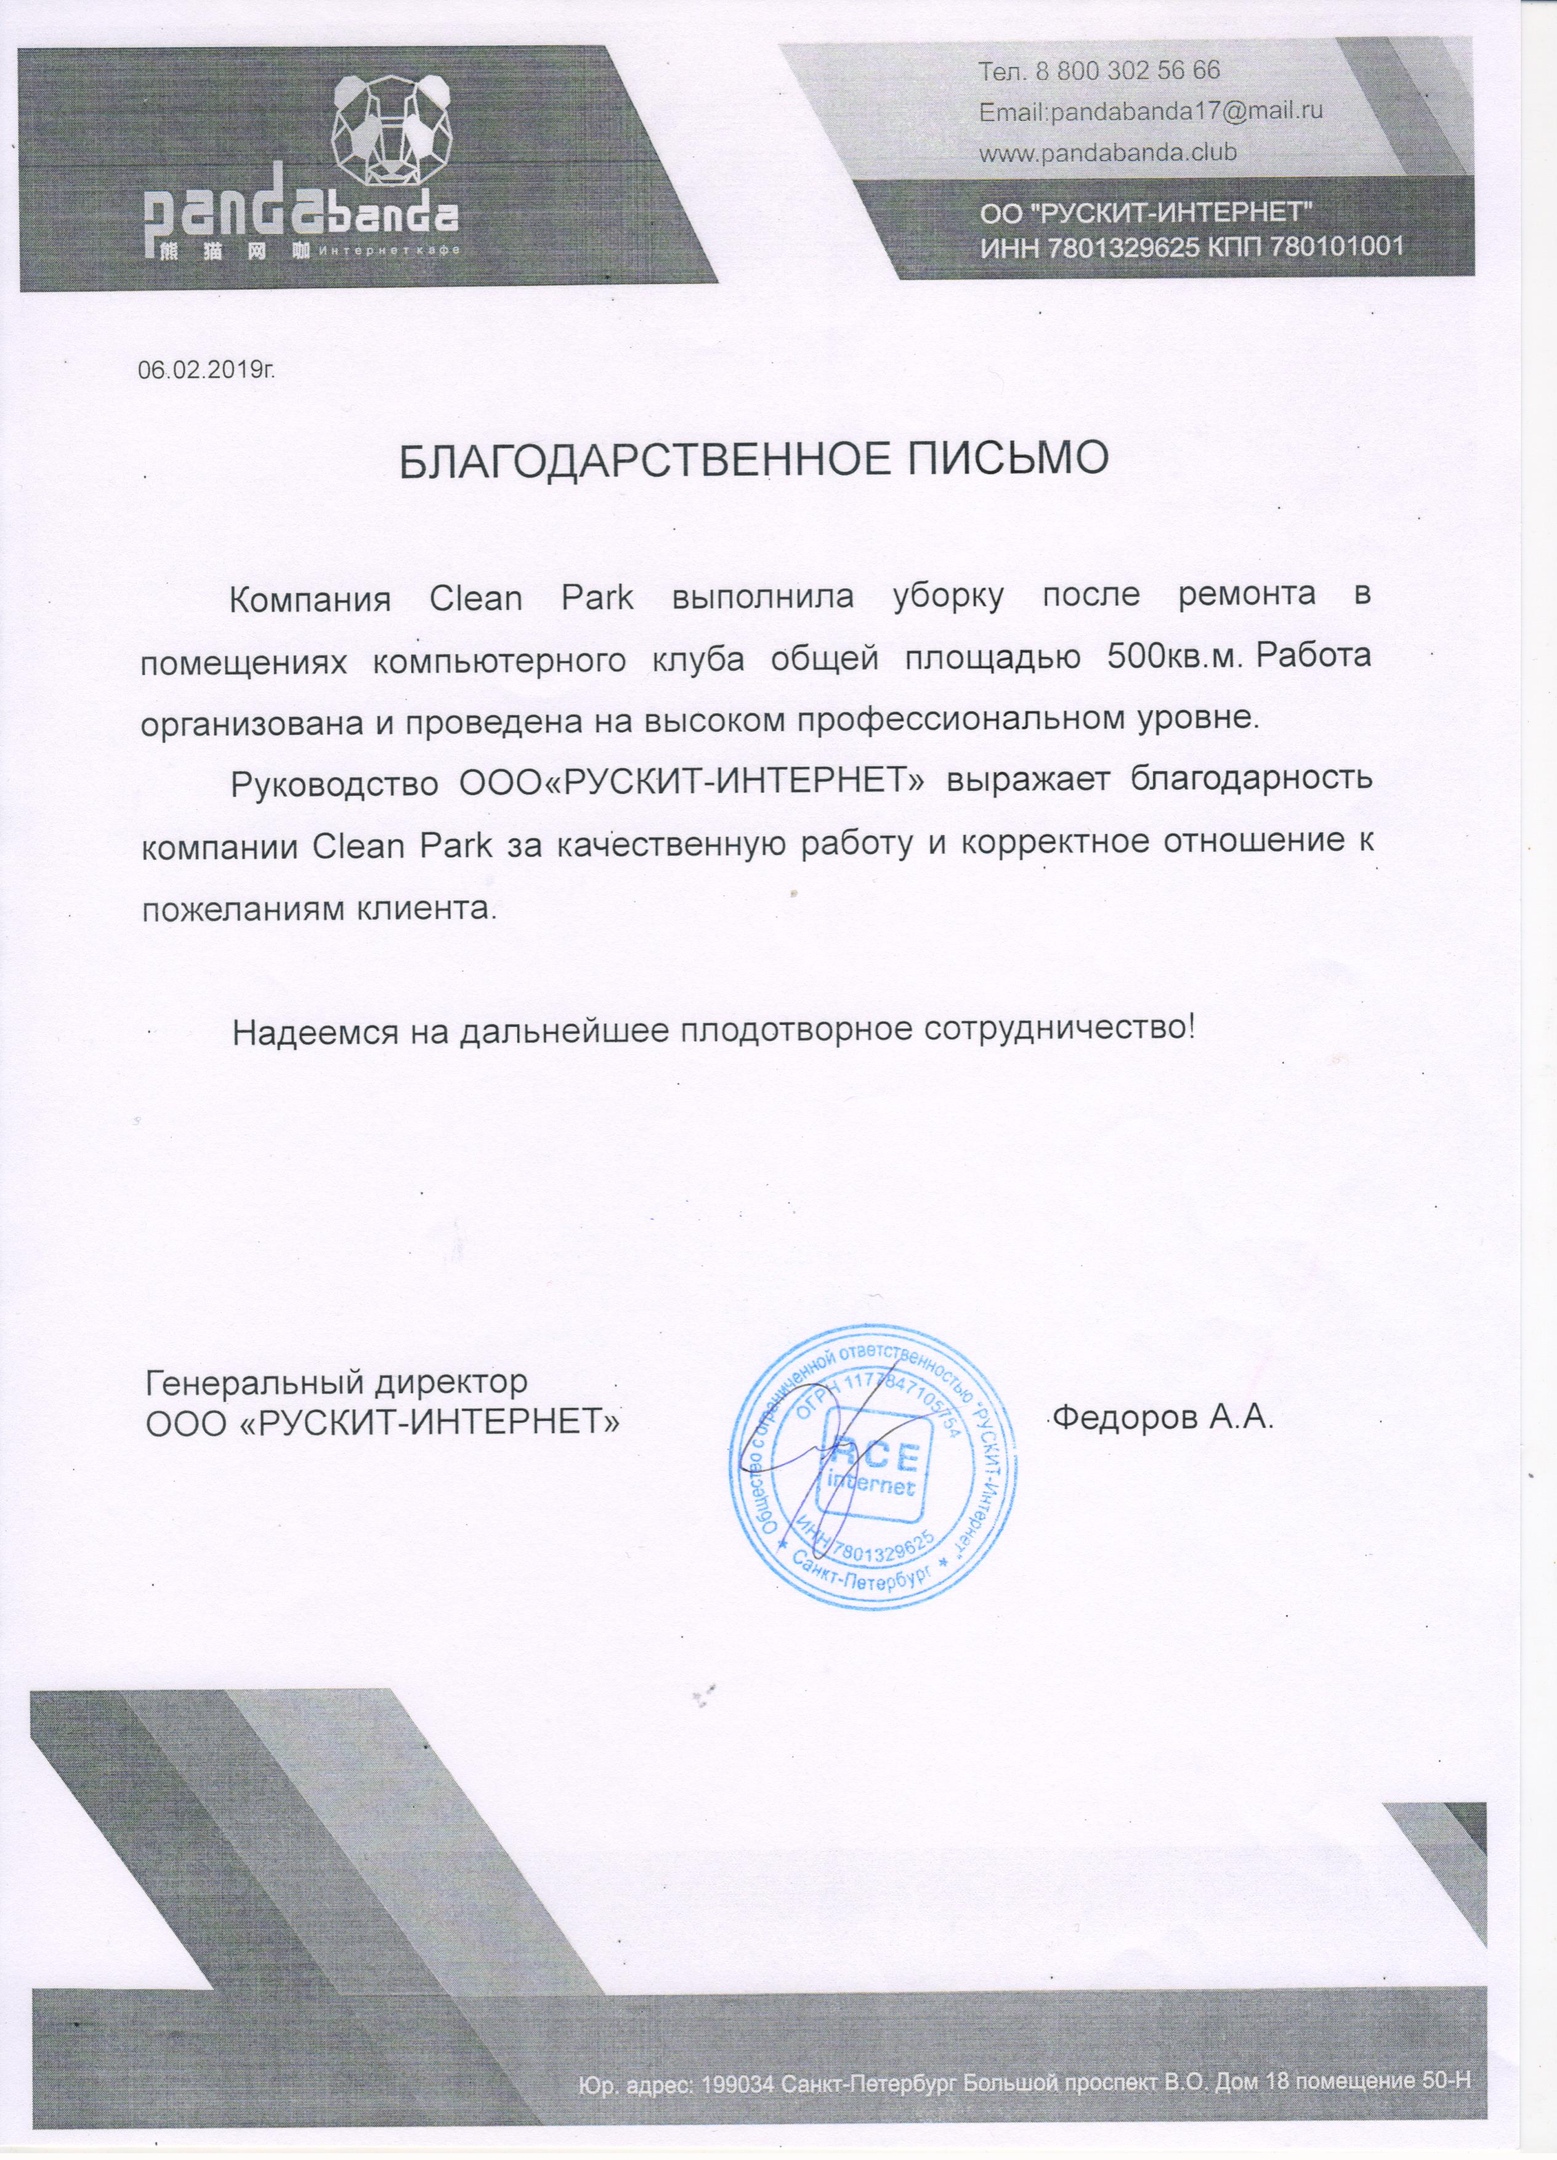 pandabanda
熊 猫 网 咖 Интернет кафе
Тел. 8 800 302 56 66
Email:pandabanda17@mail.ru
www.pandabanda.club
ОО "РУСКИТ-ИНТЕРНЕТ"
ИНН 7801329625 КПП 780101001
06.02.2019г.
БЛАГОДАРСТВЕННОЕ ПИСЬМО
Компания Clean Park выполнила уборку после ремонта в
помещениях компьютерного клуба общей площадью 500кв.м. Работа
организована и проведена на высоком профессиональном уровне.
Руководство ООО«РУСКИТ-ИНТЕРНЕТ» выражает благодарность
компании Clean Park за качественную работу и корректное отношение к
пожеланиям клиента.
Надеемся на дальнейшее плодотворное сотрудничество!
Генеральный директор
ООО «РУСКИТ-ИНТЕРНЕТ»
Общество с ограниченной ответственностью "РУСКИТ-Интернет"
ОГРН 1177847105754
RCE
internet
ИНН 7801329625
Санкт-Петербург
Федоров А.А.
Юр. адрес: 199034 Санкт-Петербург Большой проспект В.О. Дом 18 помещение 50-Н